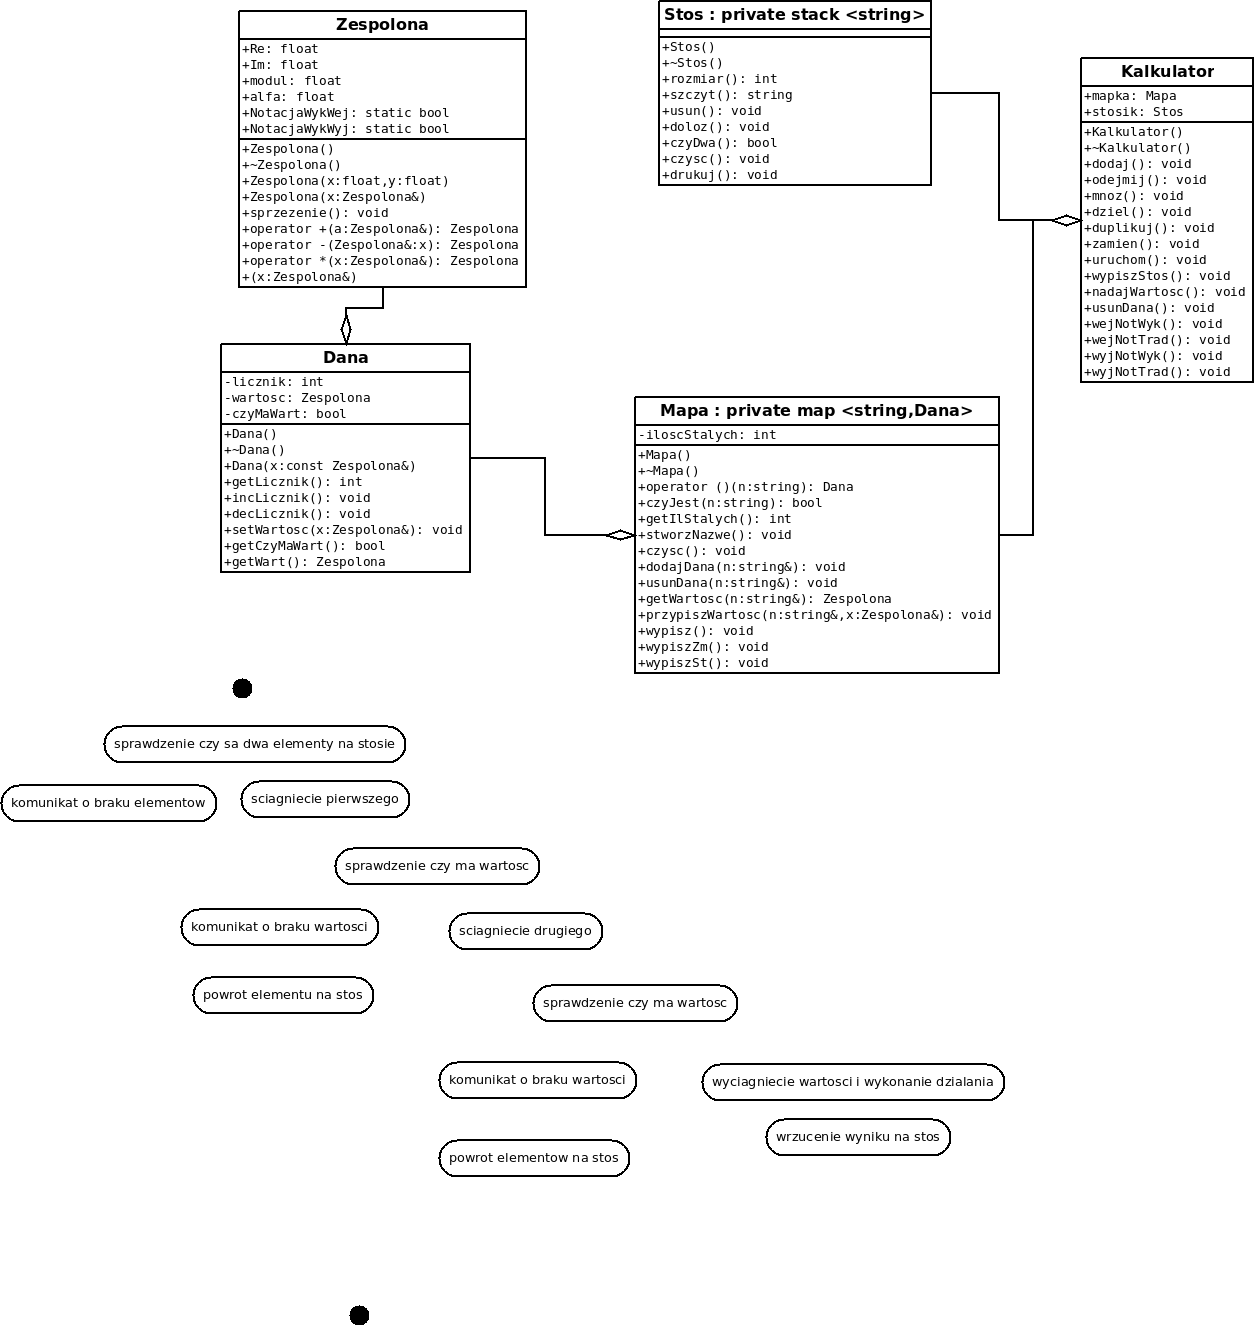 Zespolona
+Re: float
+Im: float
+modul: float
+alfa: float
+NotacjaWykWej: static bool
+NotacjaWykWyj: static bool
+Zespolona()
+~Zespolona()
+Zespolona(x:float,y:float)
+Zespolona(x:Zespolona&)
+sprzezenie(): void
+operator +(a:Zespolona&): Zespolona
+operator -(Zespolona&:x): Zespolona
+operator *(x:Zespolona&): Zespolona
+(x:Zespolona&)
Stos : private stack <string>
+Stos()
+~Stos()
+rozmiar(): int
+szczyt(): string
+usun(): void
+doloz(): void
+czyDwa(): bool
+czysc(): void
+drukuj(): void
Kalkulator
+mapka: Mapa
+stosik: Stos
+Kalkulator()
+~Kalkulator()
+dodaj(): void
+odejmij(): void
+mnoz(): void
+dziel(): void
+duplikuj(): void
+zamien(): void
+uruchom(): void
+wypiszStos(): void
+nadajWartosc(): void
+usunDana(): void
+wejNotWyk(): void
+wejNotTrad(): void
+wyjNotWyk(): void
+wyjNotTrad(): void
Dana
-licznik: int
-wartosc: Zespolona
-czyMaWart: bool
+Dana()
+~Dana()
+Dana(x:const Zespolona&)
+getLicznik(): int
+incLicznik(): void
+decLicznik(): void
+setWartosc(x:Zespolona&): void
+getCzyMaWart(): bool
+getWart(): Zespolona
Mapa : private map <string,Dana>
-iloscStalych: int
+Mapa()
+~Mapa()
+operator ()(n:string): Dana
+czyJest(n:string): bool
+getIlStalych(): int
+stworzNazwe(): void
+czysc(): void
+dodajDana(n:string&): void
+usunDana(n:string&): void
+getWartosc(n:string&): Zespolona
+przypiszWartosc(n:string&,x:Zespolona&): void
+wypisz(): void
+wypiszZm(): void
+wypiszSt(): void
sprawdzenie czy sa dwa elementy na stosie
komunikat o braku elementow
sciagniecie pierwszego
sprawdzenie czy ma wartosc
komunikat o braku wartosci
sciagniecie drugiego
powrot elementu na stos
sprawdzenie czy ma wartosc
komunikat o braku wartosci
wyciagniecie wartosci i wykonanie dzialania
wrzucenie wyniku na stos
powrot elementow na stos